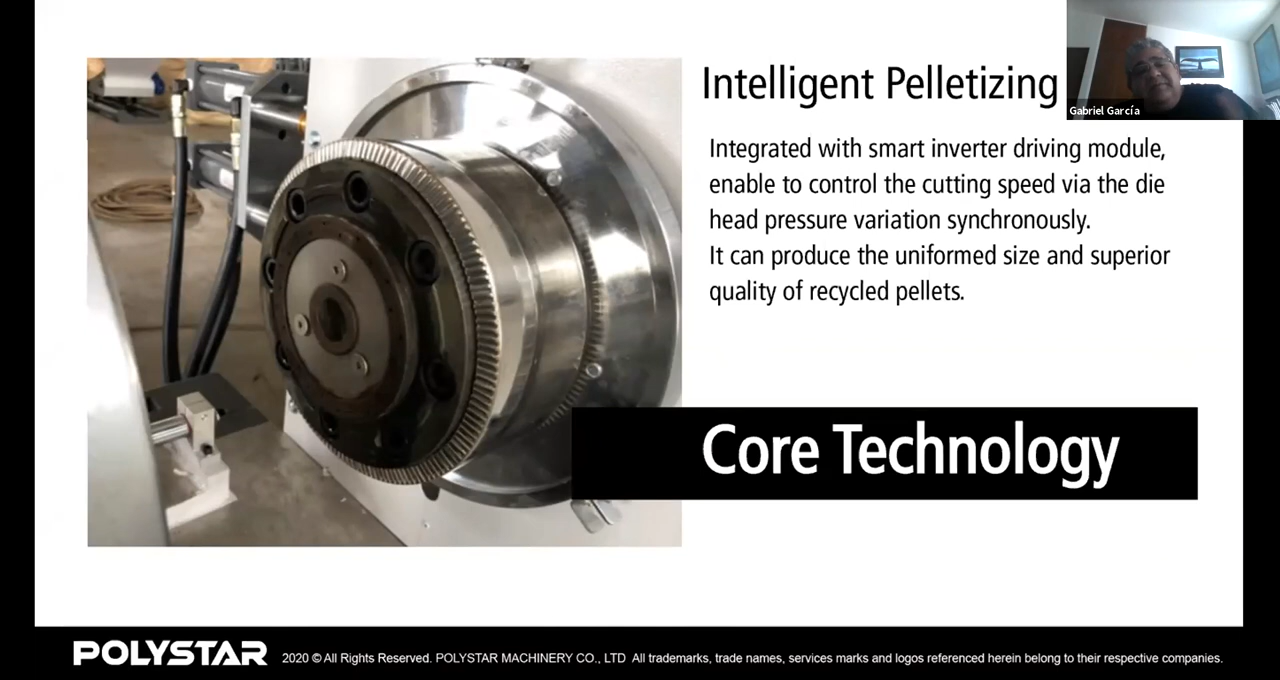 Intelligent Pelletizing
Gabriel García
Integrated with smart inverter driving module,
enable to control the cutting speed via the die
head pressure variation synchronously.
It can produce the uniformed size and superior
quality of recycled pellets.
Core Technology
POLYSTAR
2020 © All Rights Reserved. POLYSTAR MACHINERY CO., LTD All trademarks, trade names, services marks and logos referenced herein belong to their respective companies.